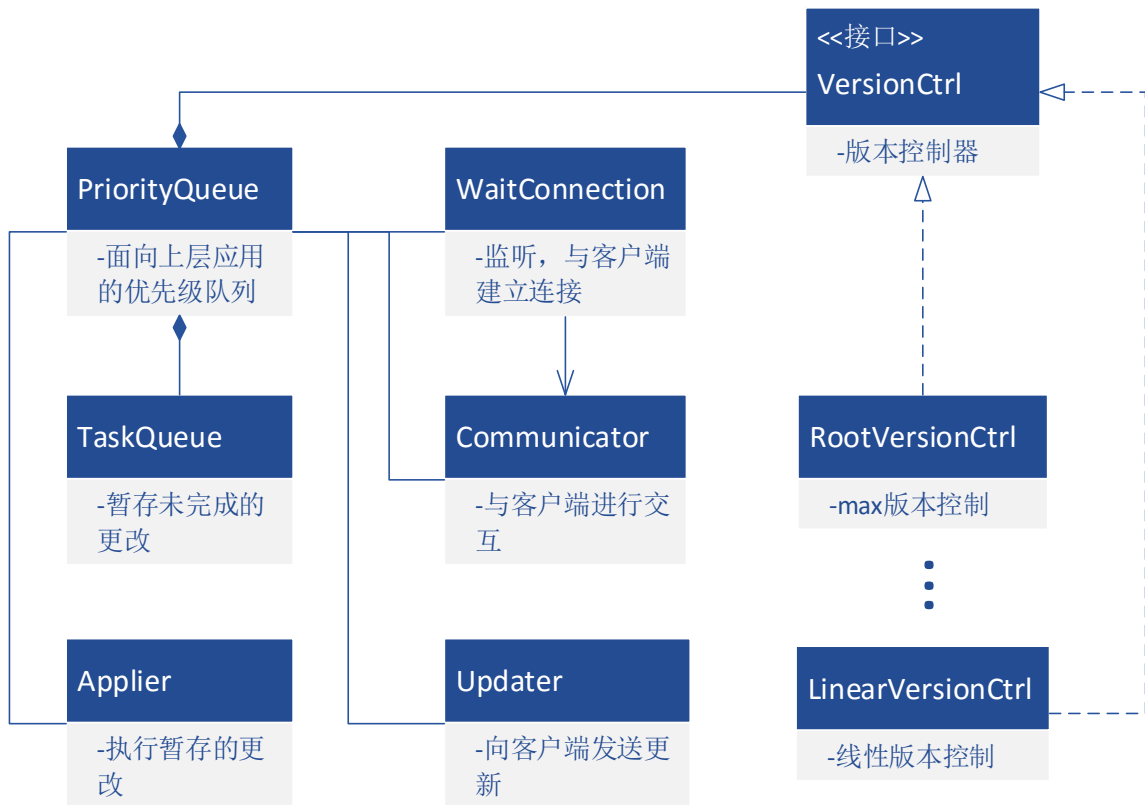 <<接口>>
VersionCtrl
-版本控制器
PriorityQueue
-面向上层应用
的优先级队列
WaitConnection
-监听，与客户端
建立连接
TaskQueue
-暂存未完成的
更改
Communicator
-与客户端进行交
互
RootVersionCtrl
-max版本控制
Applier
-执行暂存的更
改
Updater
-向客户端发送更
新
LinearVersionCtrl
-线性版本控制